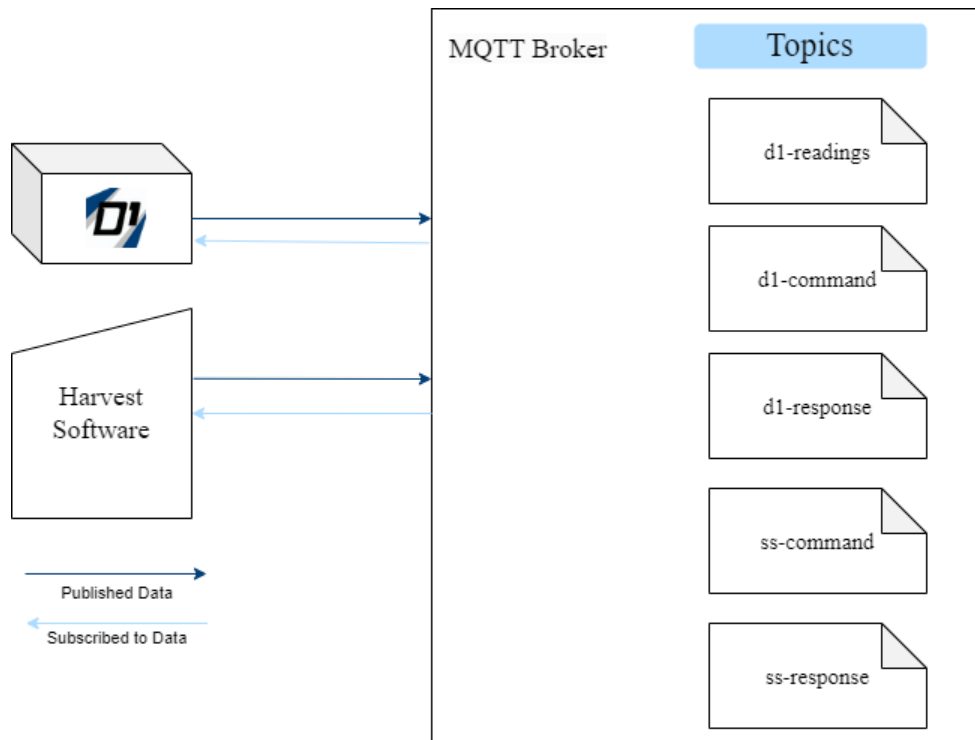 MQTT Broker
Topics
d1-readings
D1
d1-command
Harvest
Software
d1-response
ss-command
Published Data
Subscribed to Data
ss-response